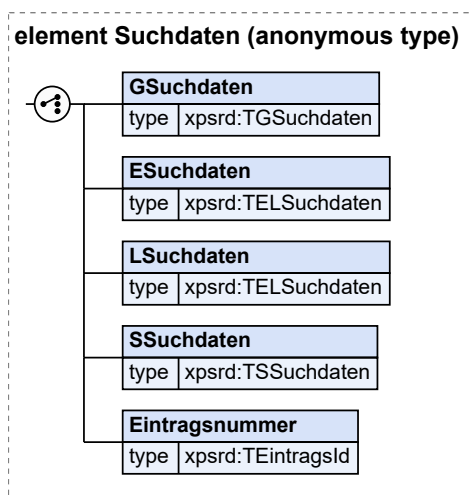 element Suchdaten (anonymous type)
GSuchdaten
type xpsrd:TGSuchdaten
ESuchdaten
type xpsrd:TELSuchdaten
LSuchdaten
type xpsrd:TELSuchdaten
SSuchdaten
type xpsrd:TSSuchdaten
Eintragsnummer
type xpsrd:TEintragsId